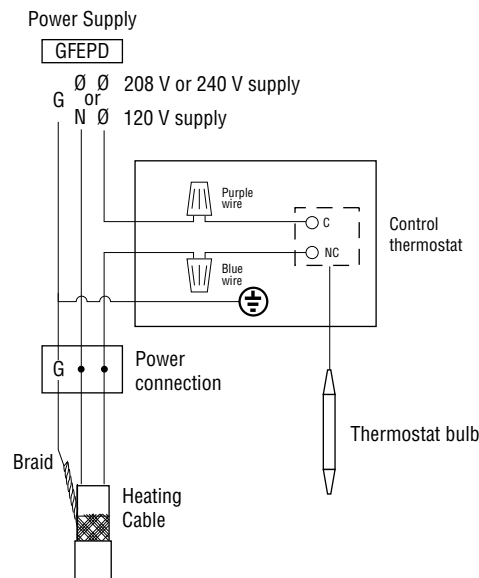 Power Supply
GFEPD
Ø Ø 208 V or 240 V supply
G or
N Ø 120 V supply
Purple
wire
C
Control
thermostat
NC
Blue
wire
G
Power
connection
Thermostat bulb
Braid
Heating
Cable